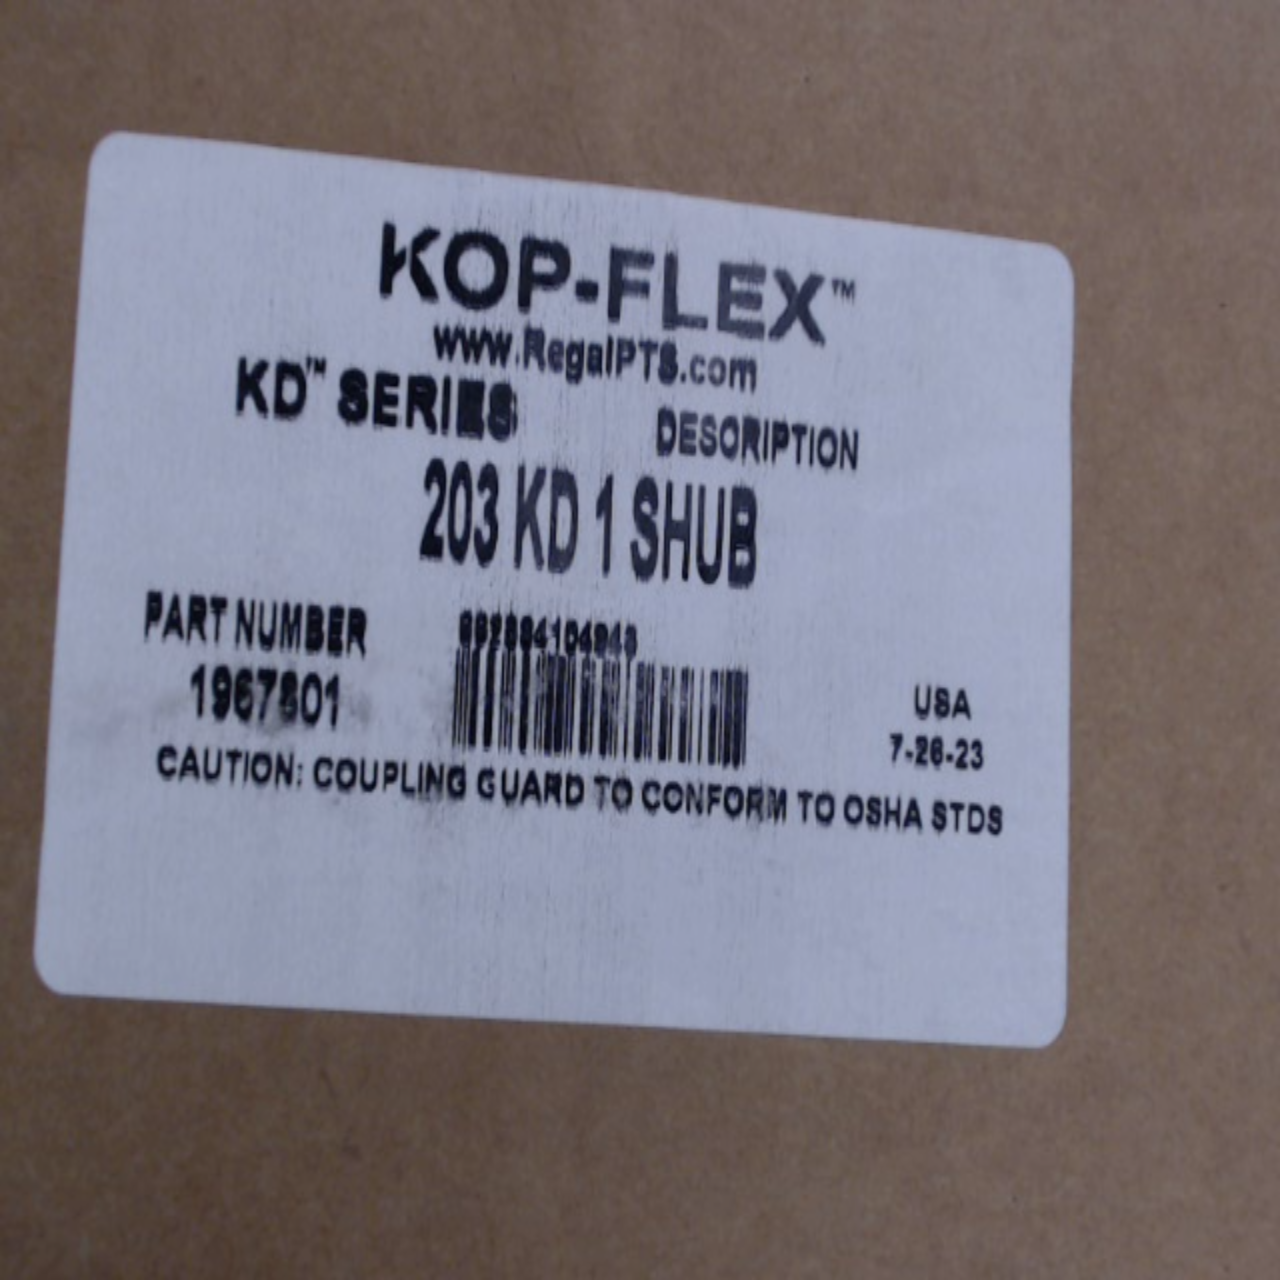 KOP-FLEX™
www.RegalPTS.com
KD™ SERIES
DESCRIPTION
203 KD 1 SHUB
PART NUMBER
USA
7-26-23
CAUTION: COUPLING GUARD TO CONFORM TO OSHA STDS